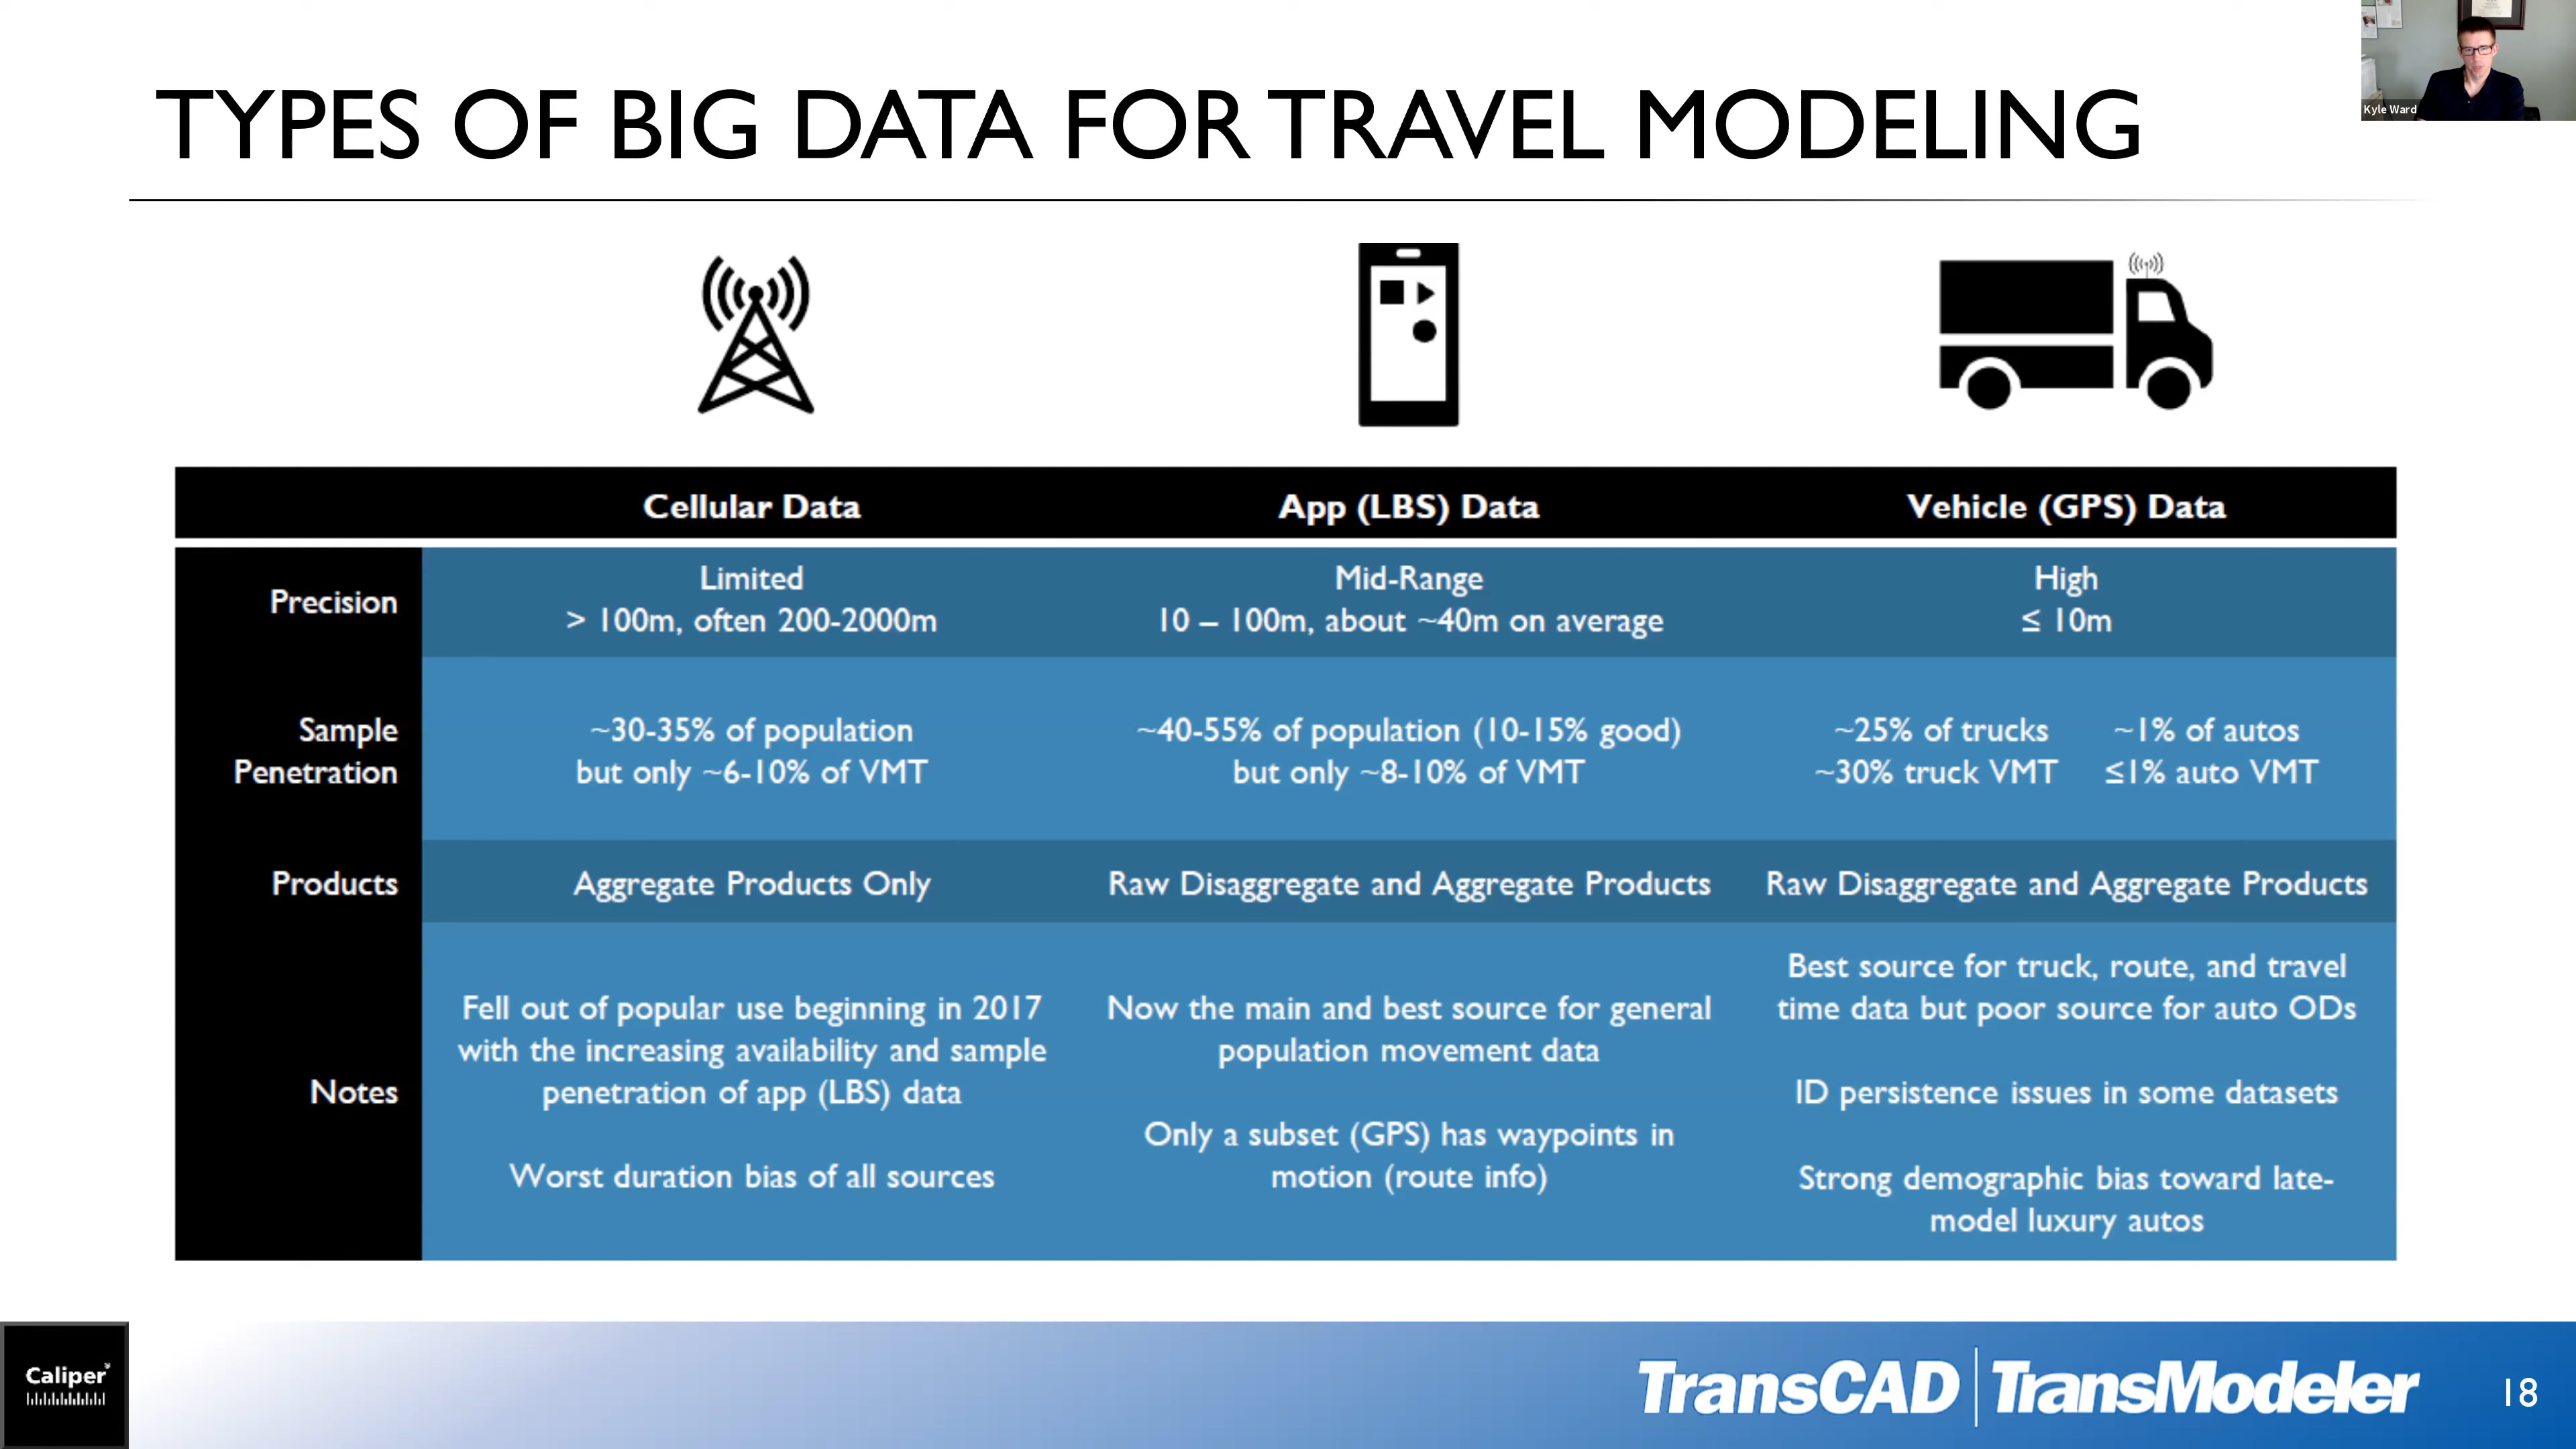 Kyle Ward
TYPES OF BIG DATA FOR TRAVEL MODELING
Cellular Data
App (LBS) Data
Vehicle (GPS) Data
Precision
Limited
> 100m, often 200-2000m
Mid-Range
10 – 100m, about ~40m on average
High
≤ 10m
Sample
Penetration
~30-35% of population
but only ~6-10% of VMT
~40-55% of population (10-15% good)
but only ~8-10% of VMT
~25% of trucks ~1% of autos
~30% truck VMT ≤1% auto VMT
Products
Aggregate Products Only
Raw Disaggregate and Aggregate Products
Raw Disaggregate and Aggregate Products
Notes
Fell out of popular use beginning in 2017
with the increasing availability and sample
penetration of app (LBS) data
Worst duration bias of all sources
Now the main and best source for general
population movement data
Only a subset (GPS) has waypoints in
motion (route info)
Best source for truck, route, and travel
time data but poor source for auto ODs
ID persistence issues in some datasets
Strong demographic bias toward late-
model luxury autos
Caliper
TransCAD | TransModeler
18